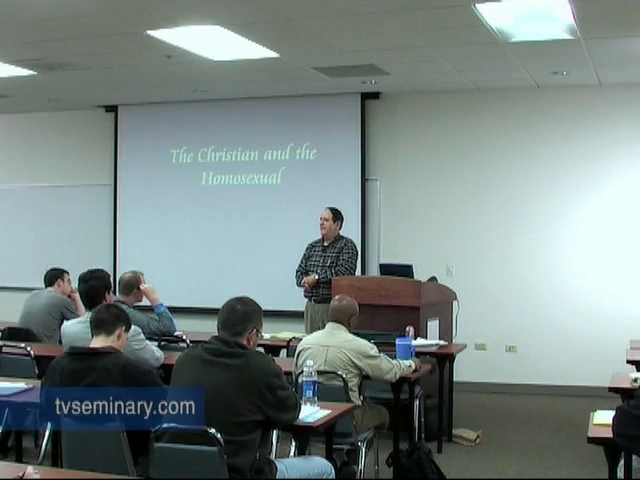 The Christian and the
Homosexual
tvseminary.com